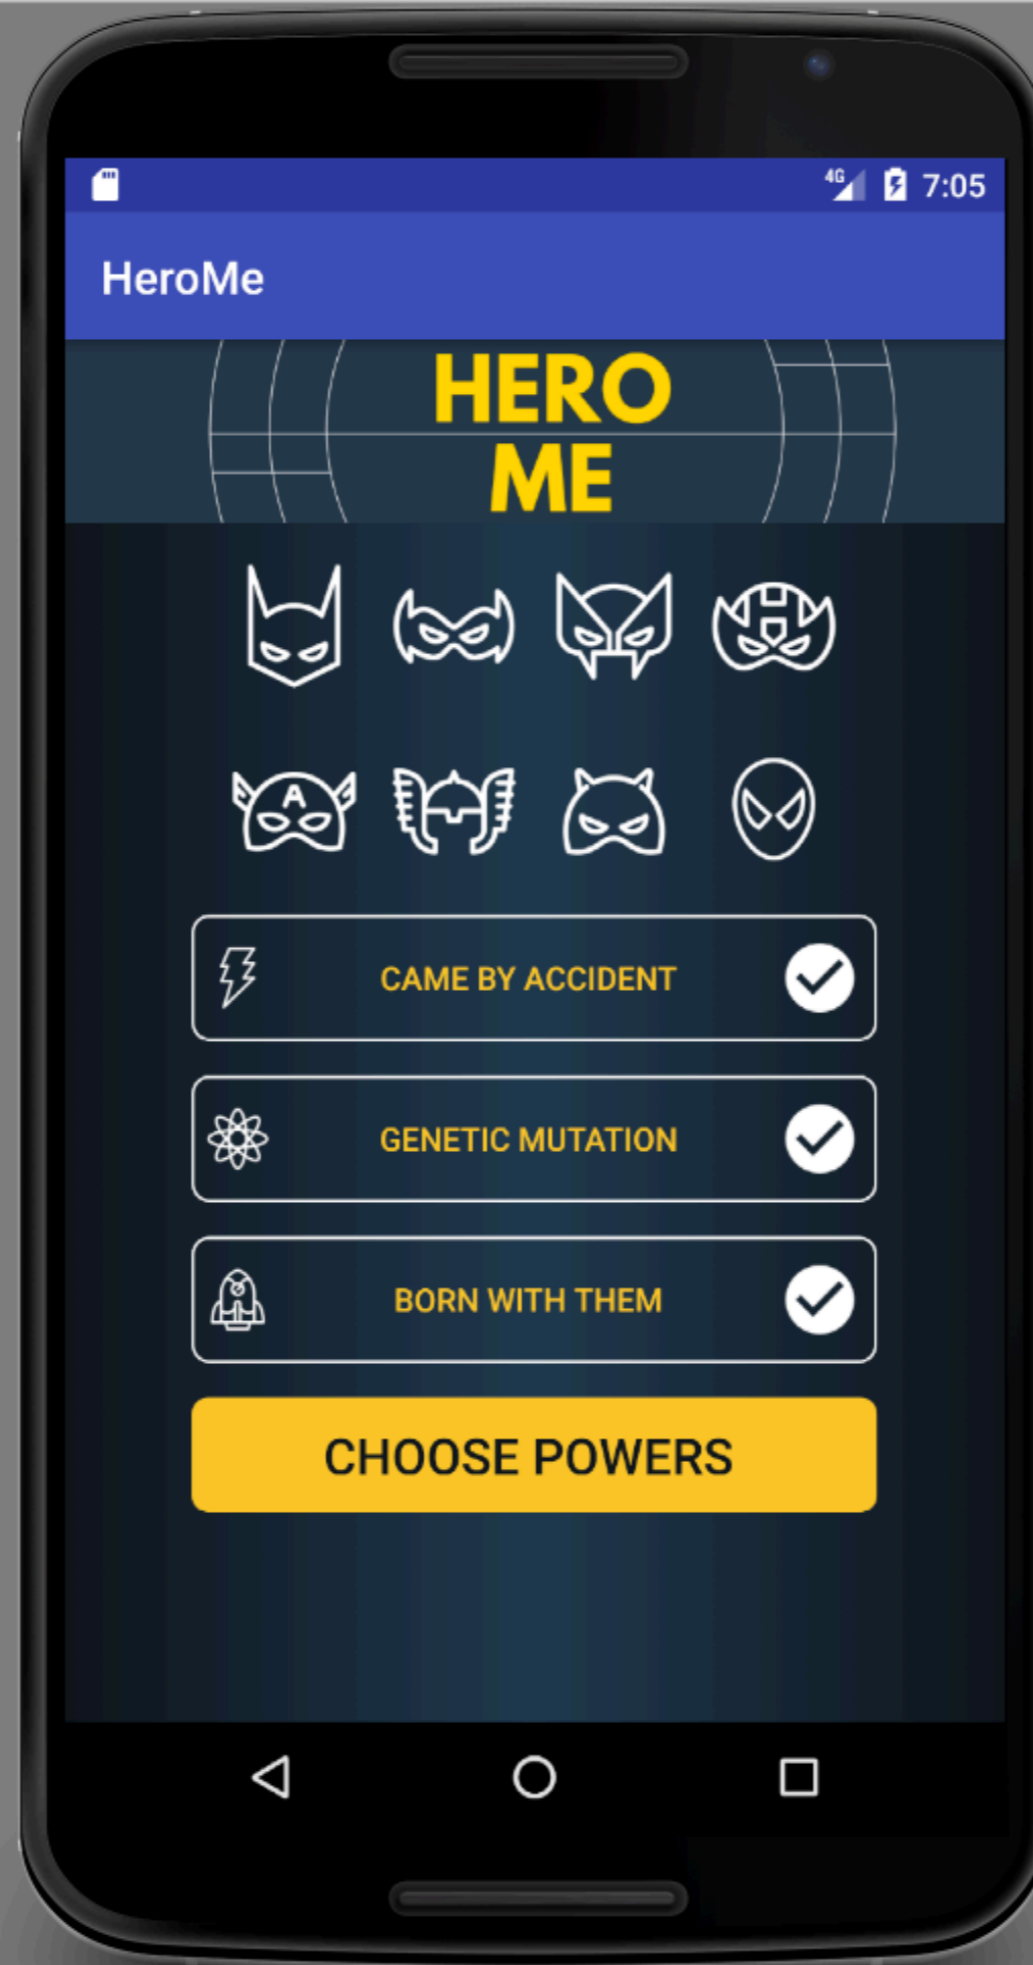 4G 7:05
HeroMe
HERO
ME
A
CAME BY ACCIDENT
GENETIC MUTATION
BORN WITH THEM
CHOOSE POWERS